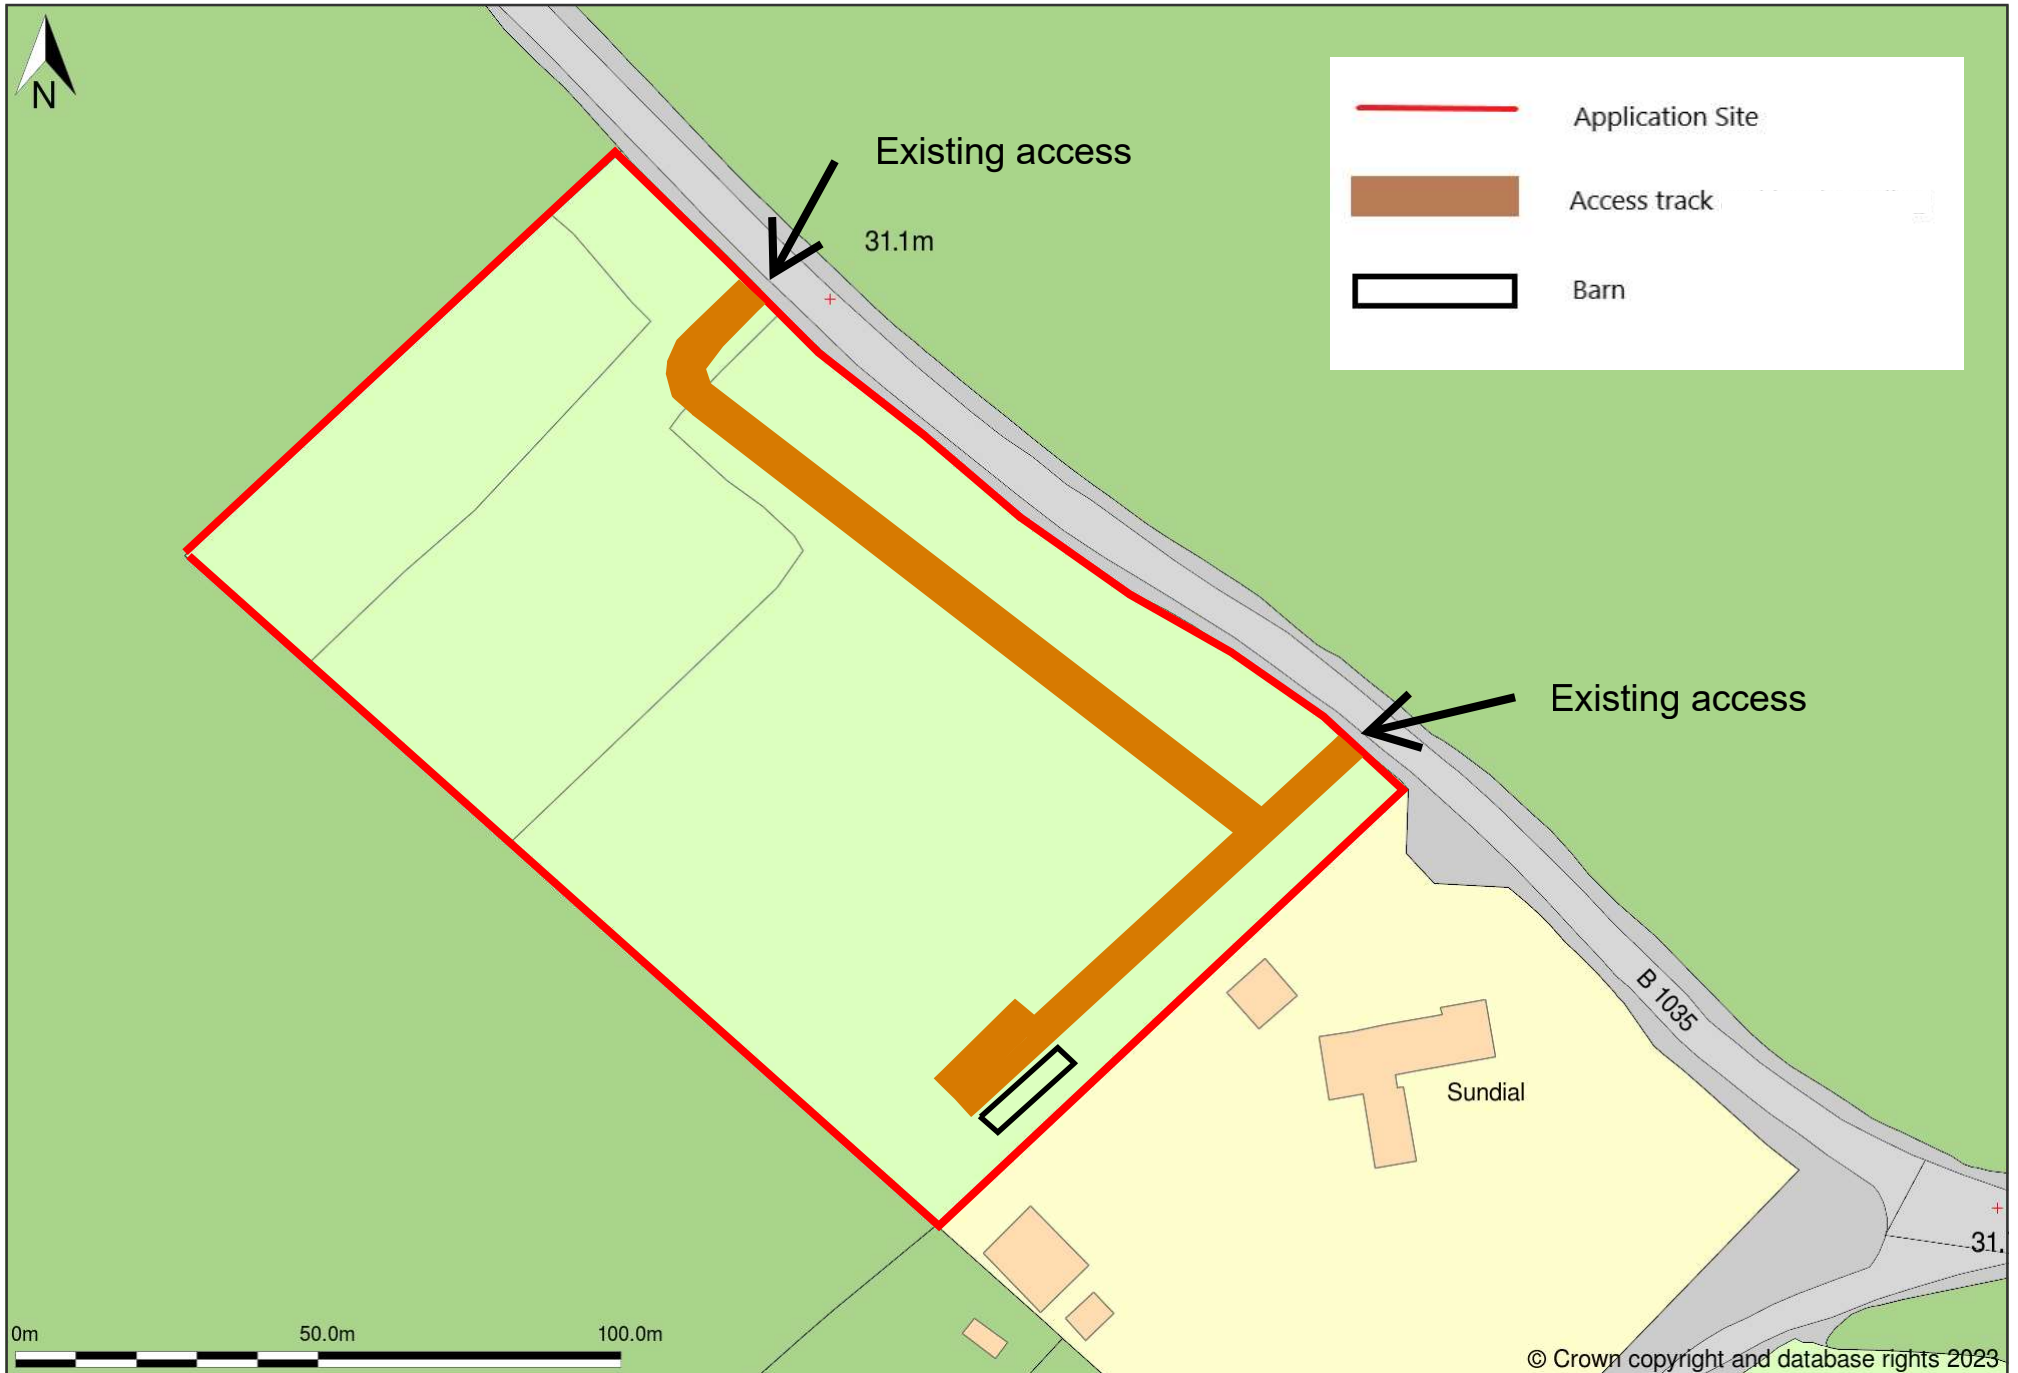 N
Existing access
31.1m
Application Site
Access track
Barn
Existing access
B 1035
Sundial
31.
0m
50.0m
100.0m
© Crown copyright and database rights 2023